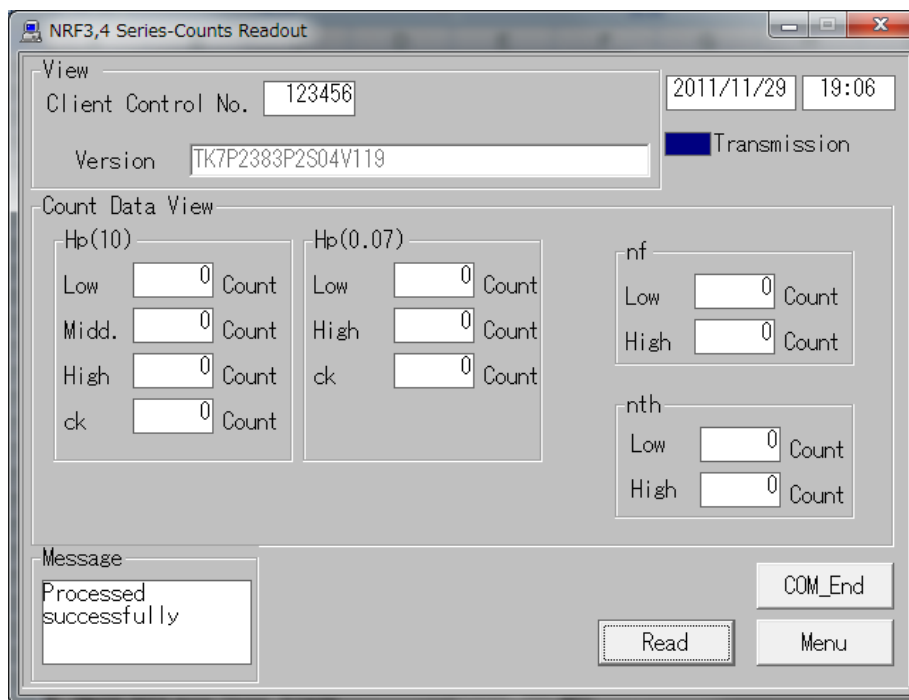 NRF3,4 Series-Counts Readout
View
Client Control No. 123456
2011/11/29 19:06
Transmission
Version TK7P2383P2S04V119
Count Data View
Hp(10)
Low 0 Count
Midd. 0 Count
High 0 Count
ck 0 Count
Hp(0.07)
Low 0 Count
High 0 Count
ck 0 Count
nf
Low 0 Count
High 0 Count
nth
Low 0 Count
High 0 Count
Message
Processed
successfully
COM_End
Read
Menu